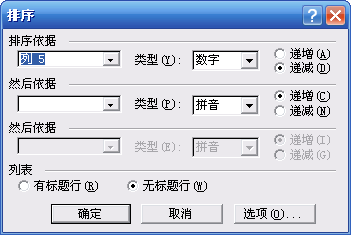 排序
排序依据
列 5 类型(Y): 数字 递增(A)
递减(D)
然后依据
类型(P): 拼音 递增(C)
递减(N)
然后依据
类型(E): 拼音 递增(I)
递减(G)
列表
有标题行(R) 无标题行(W)
确定 取消 选项(O)...